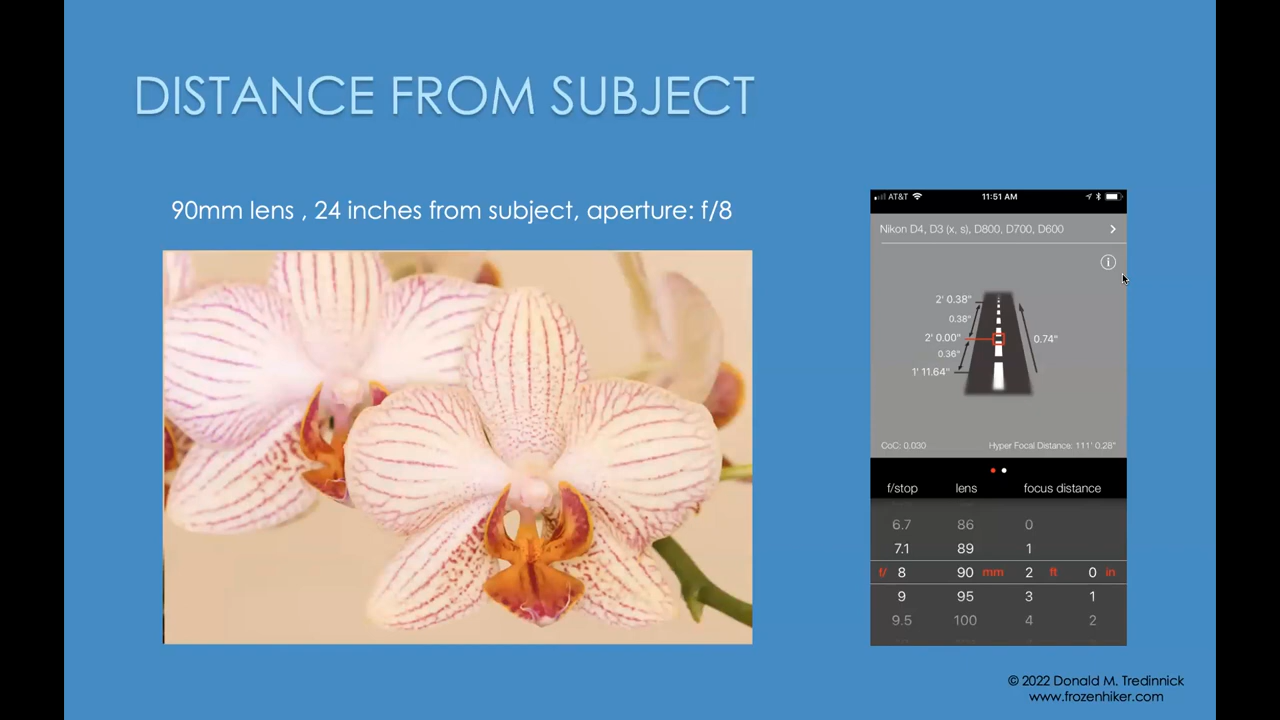 DISTANCE FROM SUBJECT
90mm lens , 24 inches from subject, aperture: f/8
AT&T 11:51 AM
Nikon D4, D3 (x, s), D800, D700, D600
i
2' 0.38"
0.38"
2' 0.00" 0.74"
0.36"
1' 11.64"
CoC: 0.030 Hyper Focal Distance: 111' 0.28"
f/stop lens focus distance
6.7 86 0
7.1 89 1
f/ 8 90 mm 2 ft 0 in
9 95 3 1
9.5 100 4 2
© 2022 Donald M. Tredinnick
www.frozenhiker.com